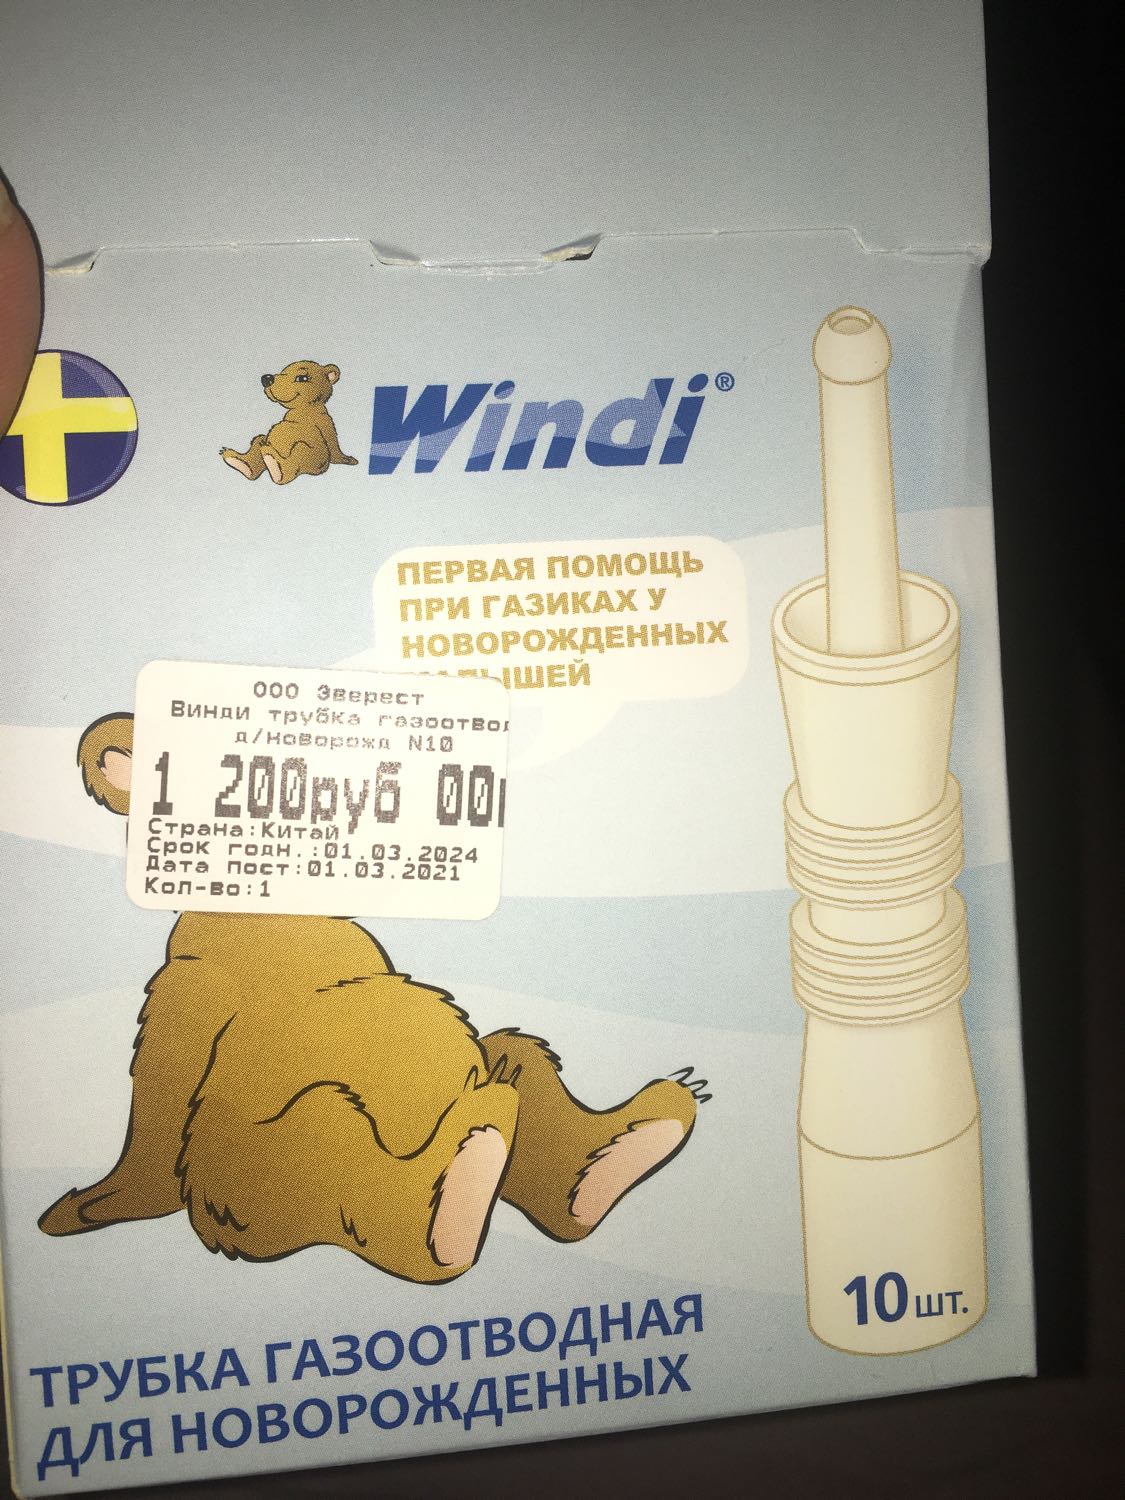 Windi®
ПЕРВАЯ ПОМОЩЬ
ПРИ ГАЗИКАХ У
НОВОРОЖДЕННЫХ
ООО Эверест
Винди трубка газоотвод
д/новорожд N10
1 200руб 00
Страна:Китай
Срок годн.:01.03.2024
Дата пост:01.03.2021
Кол-во:1
10 шт.
ТРУБКА ГАЗООТВОДНАЯ
ДЛЯ НОВОРОЖДЕННЫХ